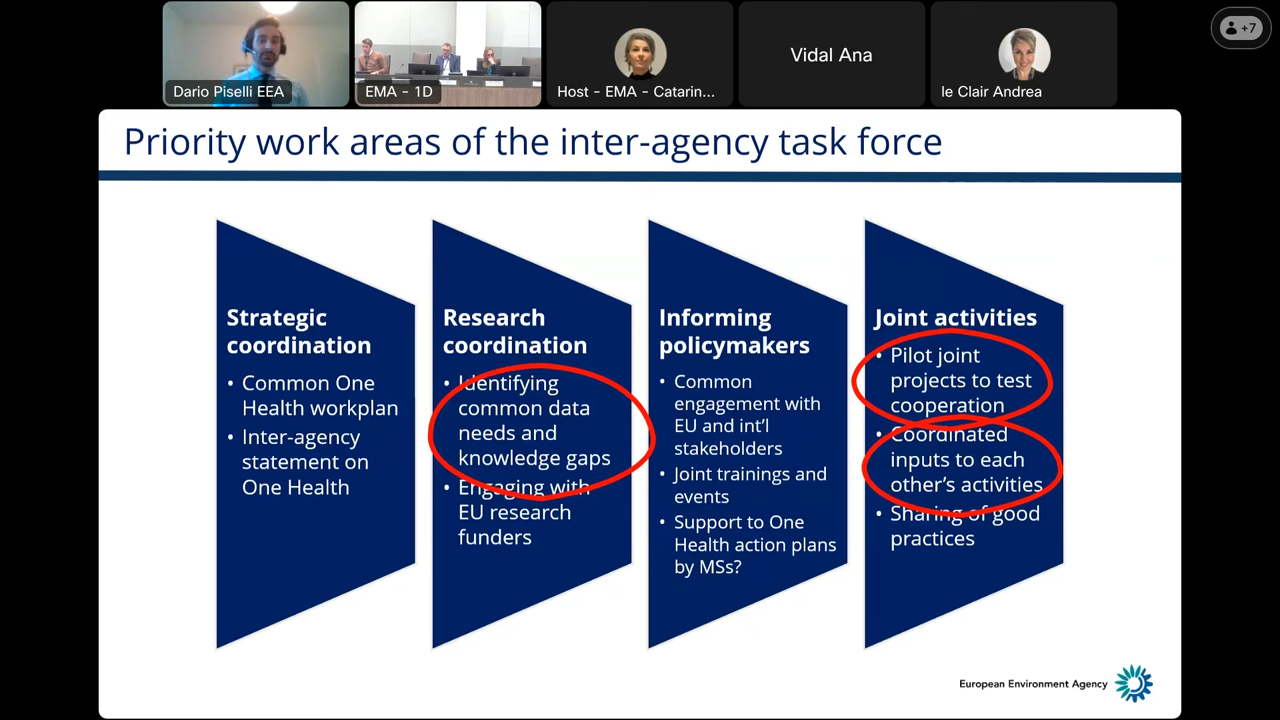 Dario Piselli EEA
EMA - 1D
Host - EMA - Catarin...
Vidal Ana
le Clair Andrea
+7
Priority work areas of the inter-agency task force
Strategic
coordination
• Common One
Health workplan
• Inter-agency
statement on
One Health
Research
coordination
• Identifying
common data
needs and
knowledge gaps
• Engaging with
EU research
funders
Informing
policymakers
• Common
engagement with
EU and int'l
stakeholders
• Joint trainings and
events
• Support to One
Health action plans
by MSs?
Joint activities
• Pilot joint
projects to test
cooperation
• Coordinated
inputs to each
other's activities
• Sharing of good
practices
European Environment Agency